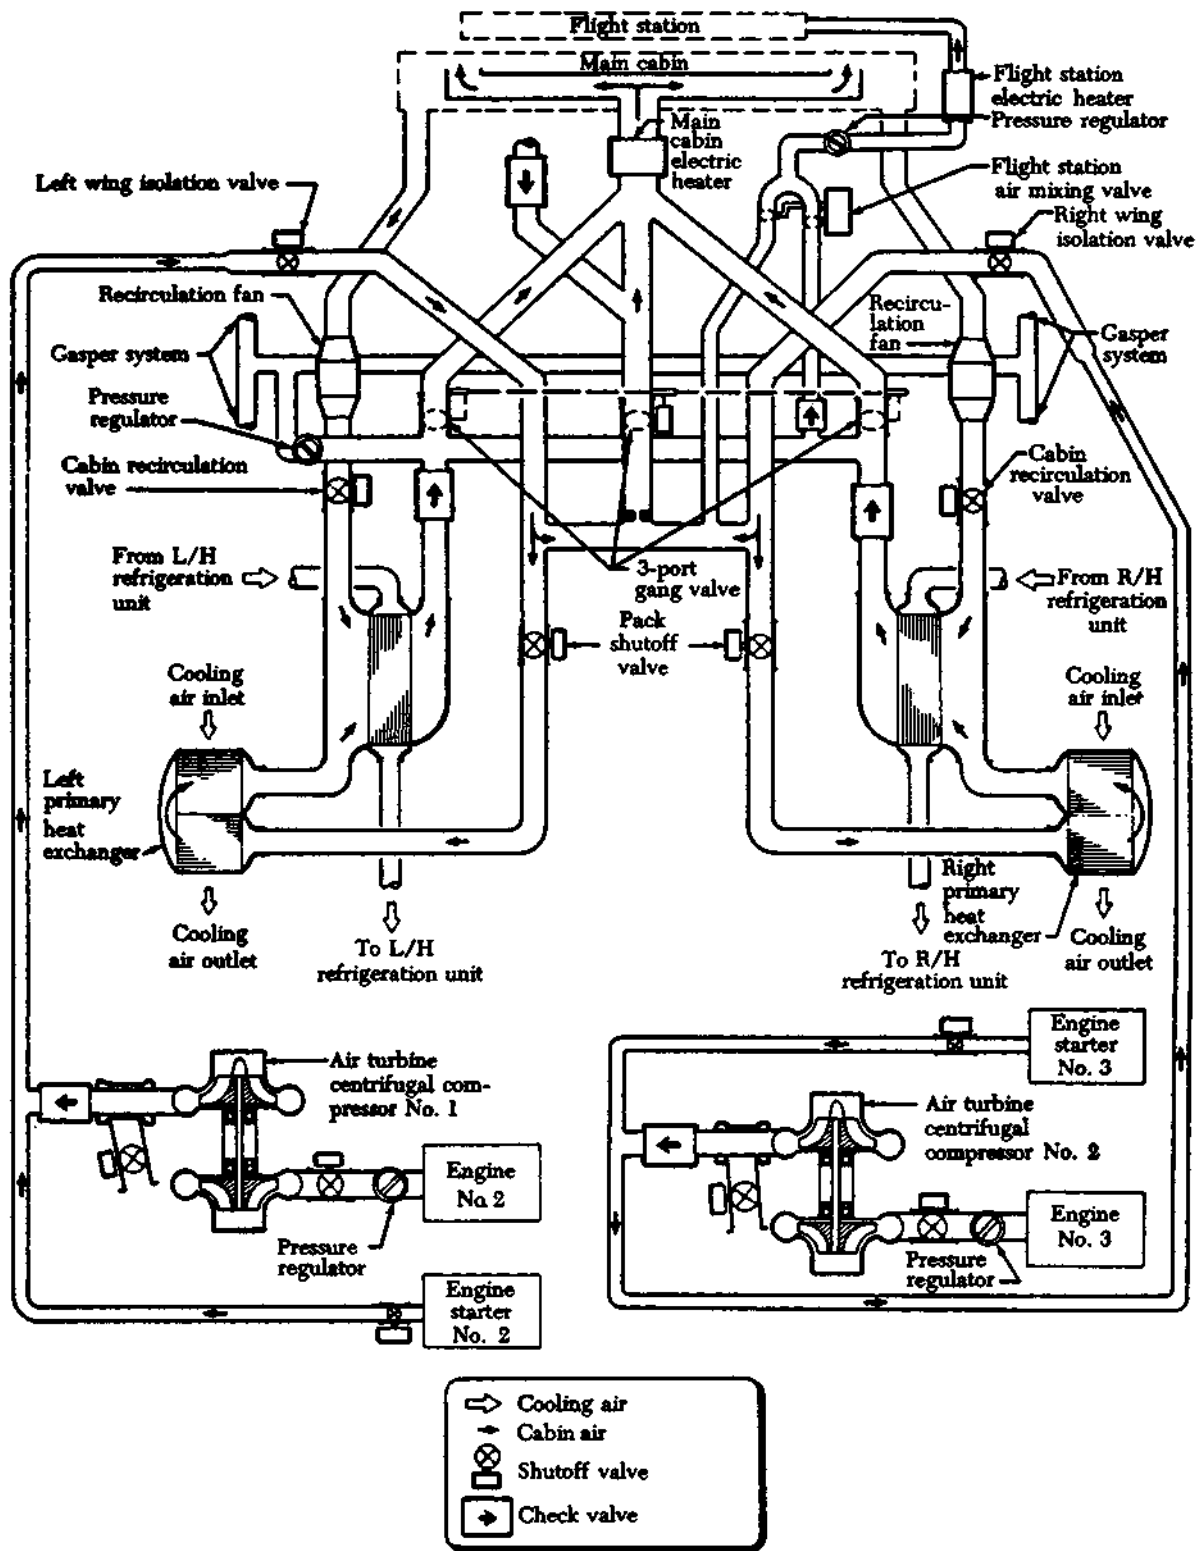 Flight station
Main cabin
Flight station
electric heater
Pressure regulator
Main
cabin
electric
heater
Flight station
air mixing valve
Left wing isolation valve
Right wing
isolation valve
Recirculation fan
Recircu-
lation
fan
Gasper system
Gasper
system
Pressure
regulator
Cabin recirculation
valve
Cabin
recirculation
valve
From L/H
refrigeration
unit
3-port
gang valve
From R/H
refrigeration
unit
Pack
shutoff
valve
Cooling
air inlet
Cooling
air inlet
Left
primary
heat
exchanger
Right
primary
heat
exchanger
Cooling
air outlet
To L/H
refrigeration unit
To R/H
refrigeration unit
Cooling
air outlet
Engine
starter
No. 3
Air turbine
centrifugal com-
pressor No. 1
Air turbine
centrifugal
compressor No. 2
Engine
No. 2
Engine
No. 3
Pressure
regulator
Pressure
regulator
Engine
starter
No. 2
Cooling air
Cabin air
Shutoff valve
Check valve